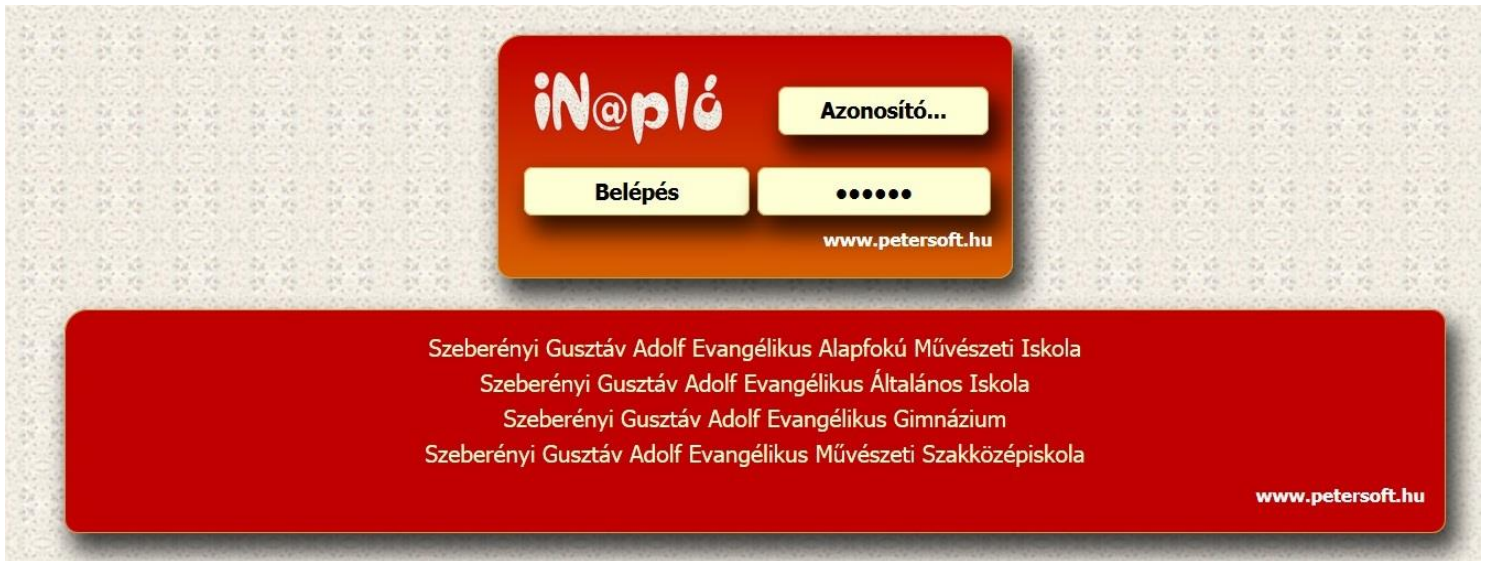 iN@pló
Azonosító...
Belépés
••••••
www.petersoft.hu
Szeberényi Gusztáv Adolf Evangélikus Alapfokú Művészeti Iskola
Szeberényi Gusztáv Adolf Evangélikus Általános Iskola
Szeberényi Gusztáv Adolf Evangélikus Gimnázium
Szeberényi Gusztáv Adolf Evangélikus Művészeti Szakközépiskola
www.petersoft.hu